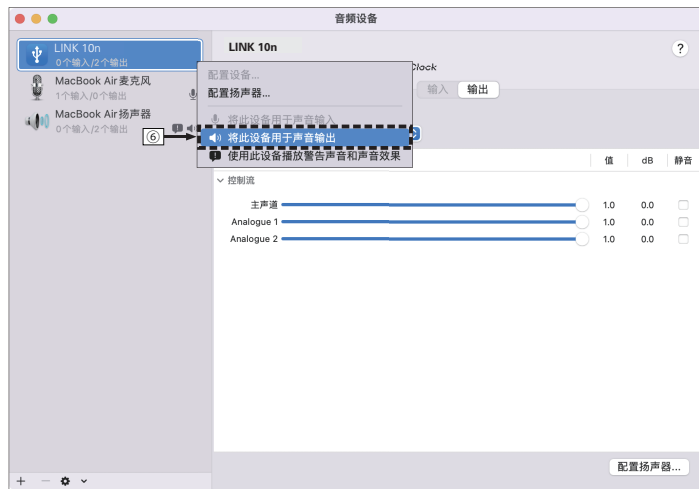 音频设备
LINK 10n
0个输入/2个输出
MacBook Air麦克风
1个输入/0个输出
MacBook Air扬声器
0个输入/2个输出
⑥
LINK 10n
?
Clock
输入
输出
配置设备...
配置扬声器...
将此设备用于声音输入
将此设备用于声音输出
使用此设备播放警告声音和声音效果
值 dB 静音
控制流
主声道 1.0 0.0
Analogue 1 1.0 0.0
Analogue 2 1.0 0.0
配置扬声器...